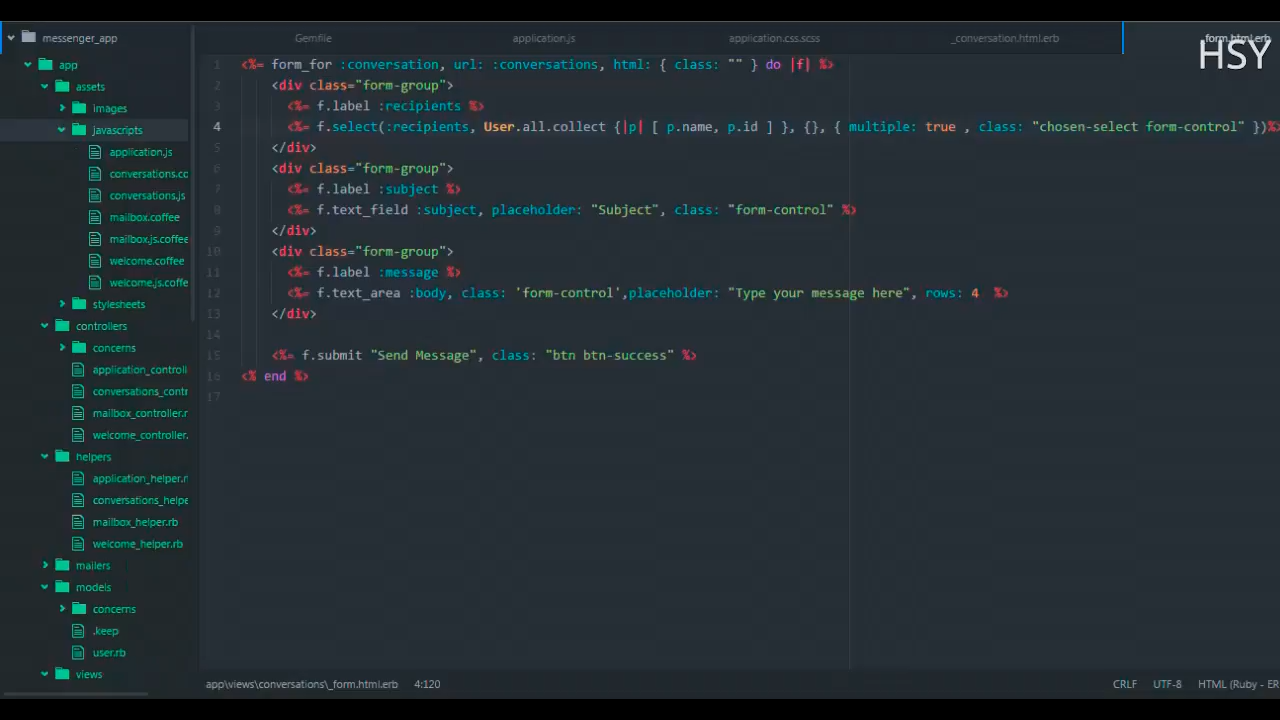 messenger_app
Gemfile
application.js
application.css.scss
_conversation.html.erb
form.html.erb
HSY
app
assets
images
javascripts
application.js
conversations.co
conversations.js
mailbox.coffee
mailbox.js.coffee
welcome.coffee
welcome.js.coffe
stylesheets
controllers
concerns
application_controll
conversations_contr
mailbox_controller.r
welcome_controller.
helpers
application_helper.r
conversations_helpe
mailbox_helper.rb
welcome_helper.rb
mailers
models
concerns
.keep
user.rb
views
1 <%= form_for :conversation, url: :conversations, html: { class: "" } do |f| %>
2 <div class="form-group">
3 <%= f.label :recipients %>
4 <%= f.select(:recipients, User.all.collect {|p| [ p.name, p.id ] }, {}, { multiple: true , class: "chosen-select form-control" })%>
5 </div>
6 <div class="form-group">
7 <%= f.label :subject %>
8 <%= f.text_field :subject, placeholder: "Subject", class: "form-control" %>
9 </div>
10 <div class="form-group">
11 <%= f.label :message %>
12 <%= f.text_area :body, class: 'form-control',placeholder: "Type your message here", rows: 4  %>
13 </div>
14
15 <%= f.submit "Send Message", class: "btn btn-success" %>
16 <% end %>
17
app\views\conversations\_form.html.erb 4:120
CRLF UTF-8 HTML (Ruby - ER